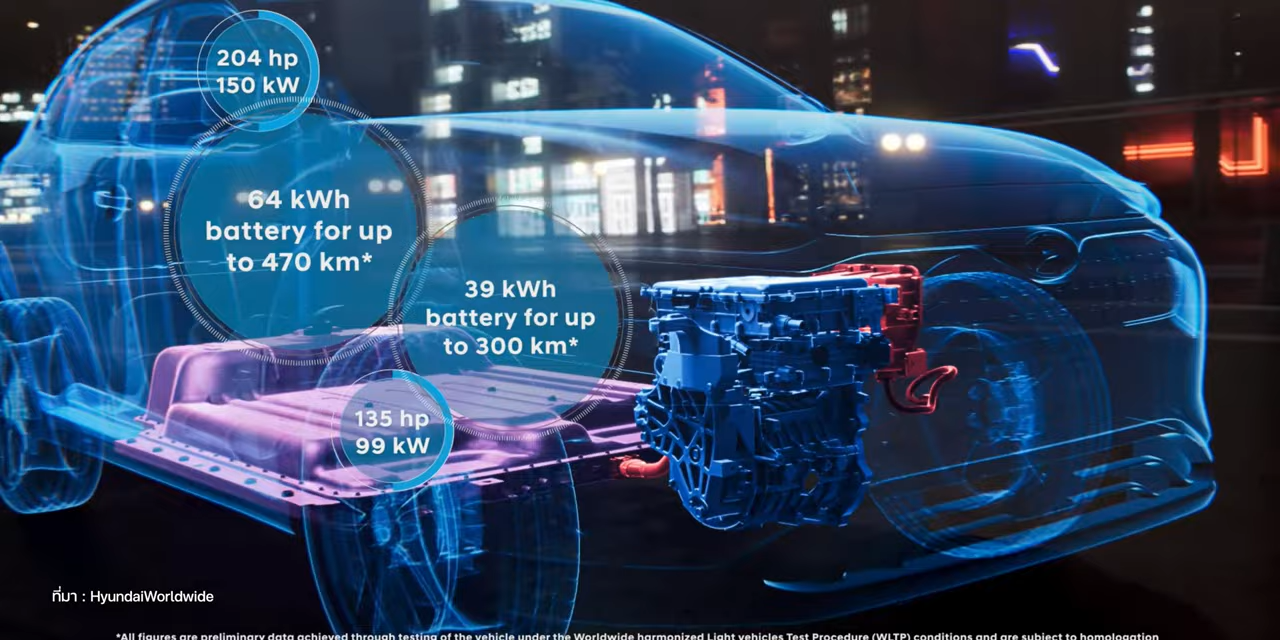 204 hp
150 kW
64 kWh
battery for up
to 470 km*
39 kWh
battery for up
to 300 km*
135 hp
99 kW
ที่มา : HyundaiWorldwide
*All figures are preliminary data achieved through testing of the vehicle under the Worldwide harmonized Light vehicles Test Procedure (WLTP) conditions and are subject to homologation